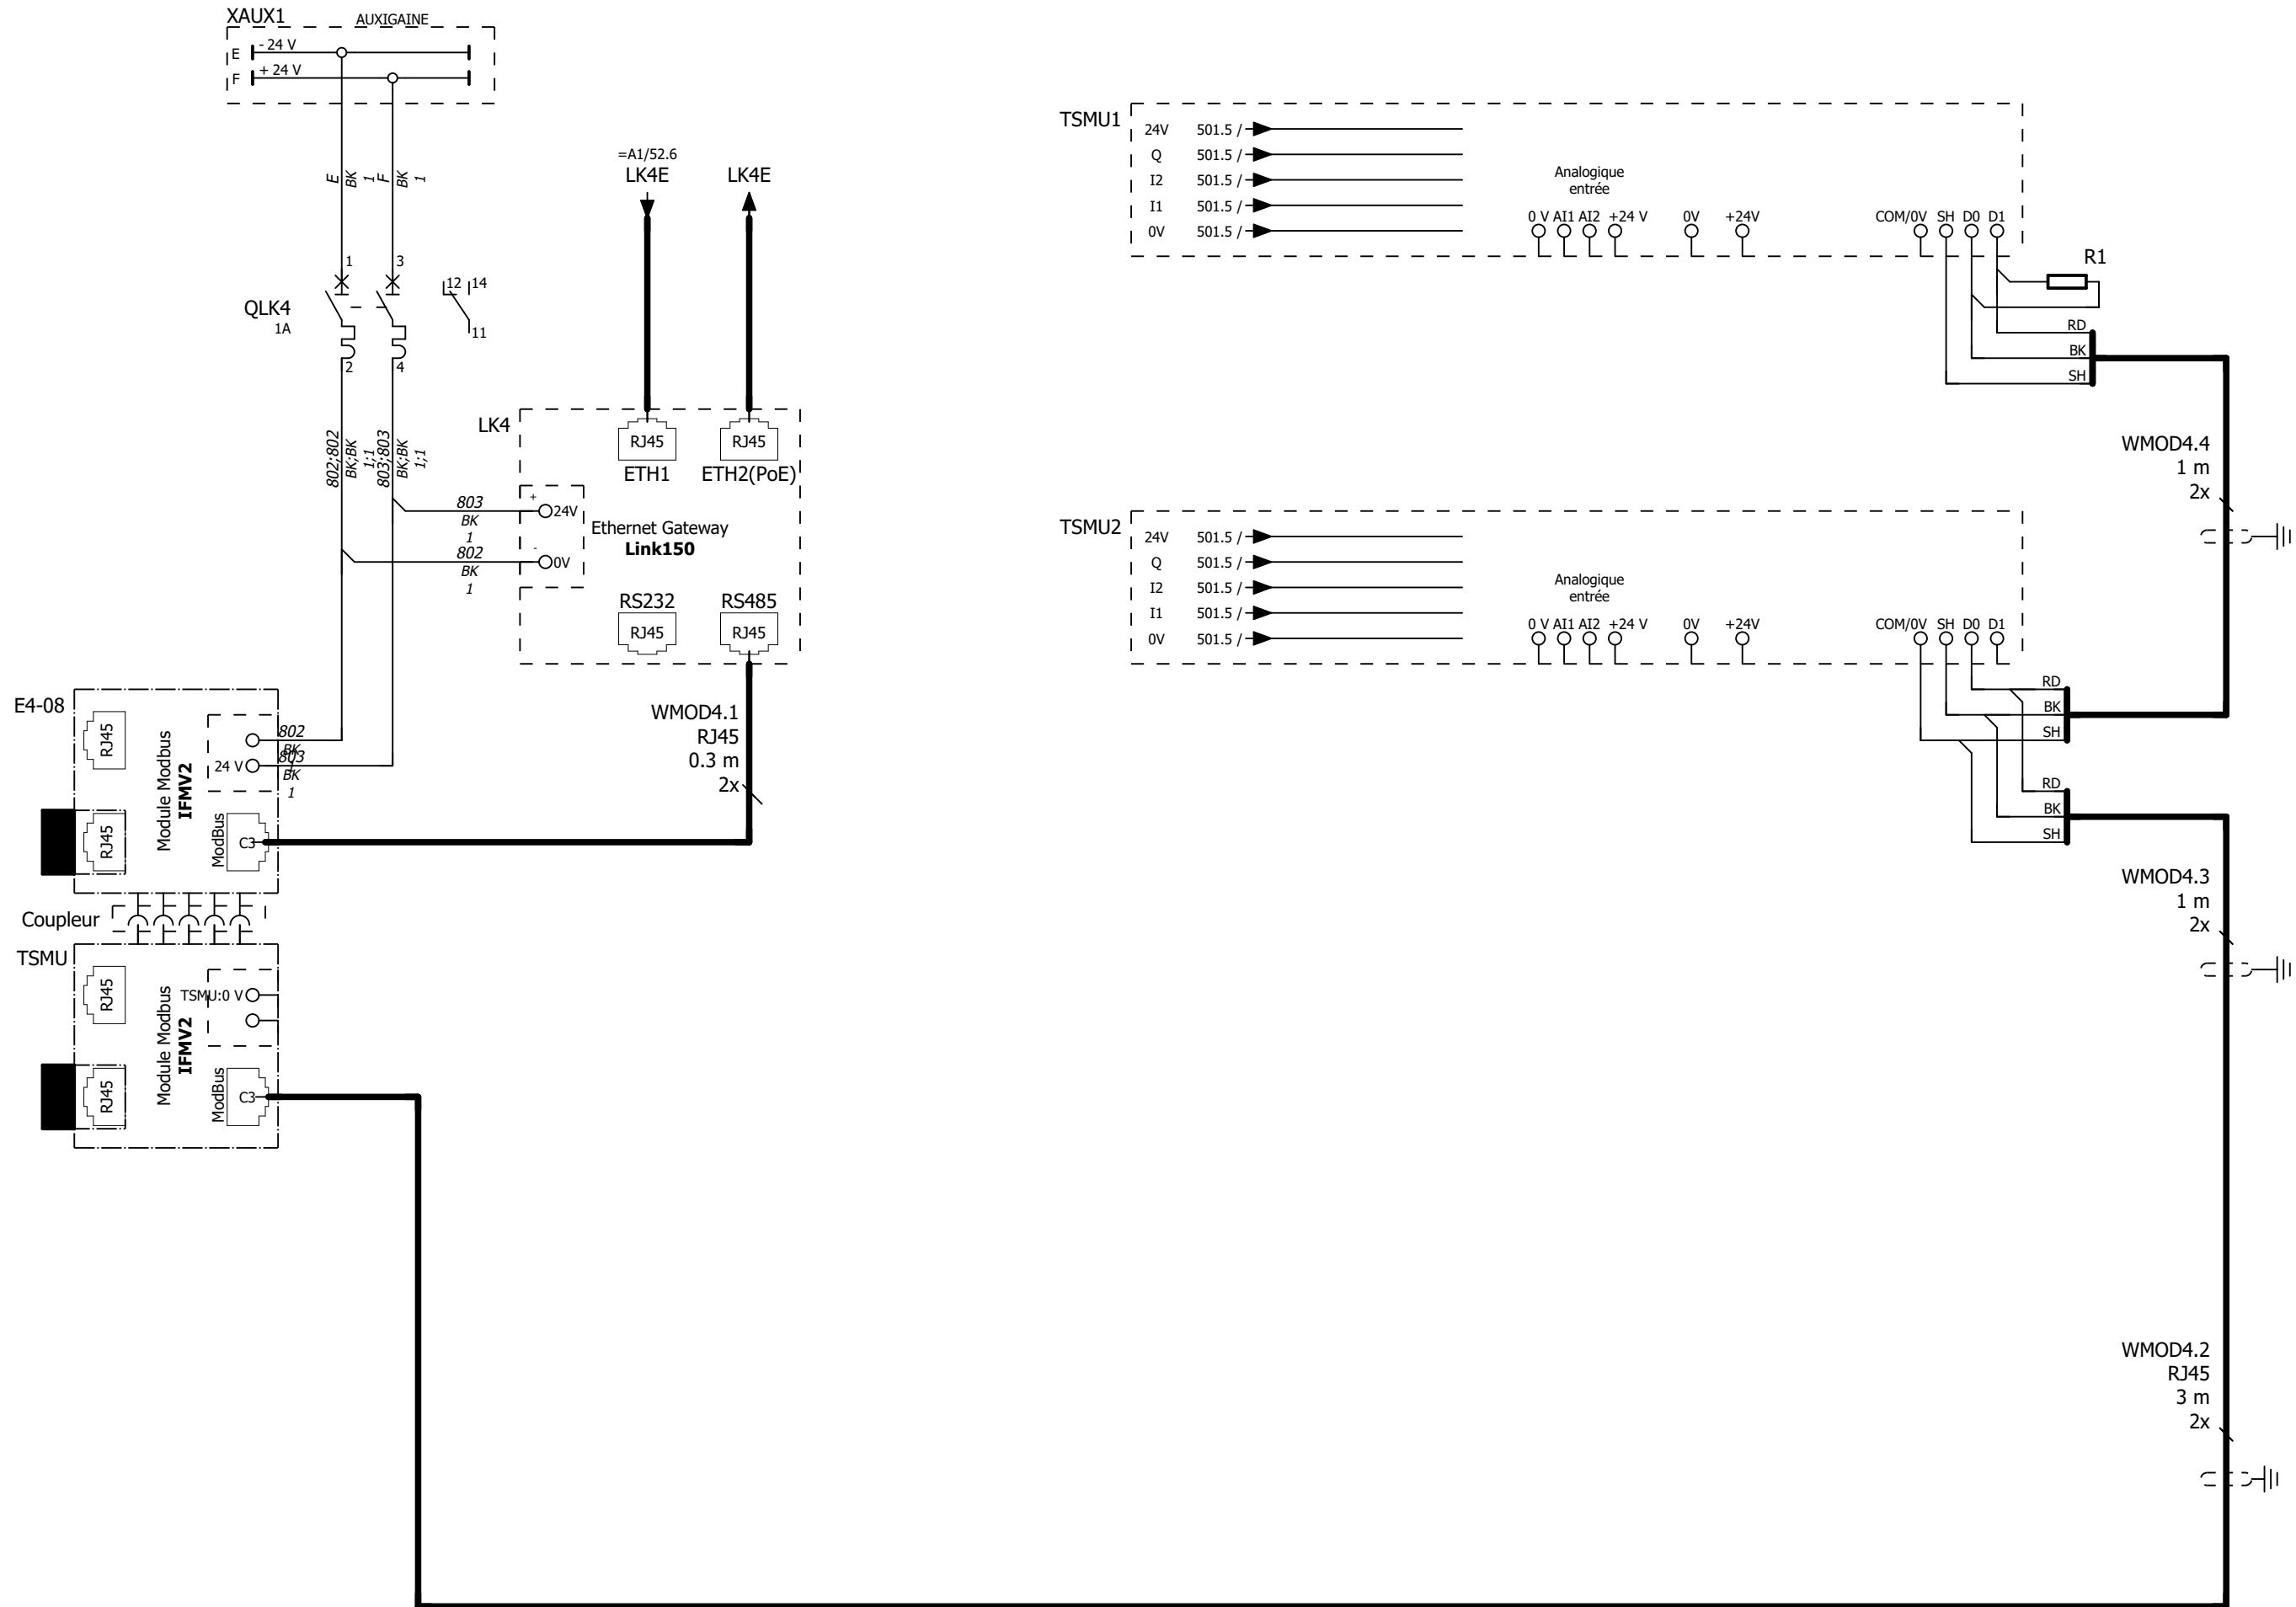 XAUX1
AUXIGAINE
E
- 24 V
F
+ 24 V
E
BK
1
F
BK
1
1
3
12
14
11
QLK4
1A
2
4
802;802
BK;BK
1;1
803;803
BK;BK
1;1
=A1/52.6
LK4E
LK4E
LK4
RJ45
RJ45
ETH1
ETH2(PoE)
803
BK
1
802
BK
1
+
24V
-
0V
Ethernet Gateway
Link150
RS232
RS485
RJ45
RJ45
WMOD4.1
RJ45
0.3 m
2x
E4-08
RJ45
RJ45
Module Modbus
IFMV2
24 V
802
BK
1
803
BK
1
ModBus
C3
Coupleur
TSMU
RJ45
RJ45
Module Modbus
IFMV2
TSMU:0 V
ModBus
C3
TSMU1
24V 501.5 /
Q 501.5 /
I2 501.5 /
I1 501.5 /
0V 501.5 /
Analogique
entrée
0 V AI1 AI2 +24 V 0V +24V COM/0V SH D0 D1
R1
RD
BK
SH
WMOD4.4
1 m
2x
TSMU2
24V 501.5 /
Q 501.5 /
I2 501.5 /
I1 501.5 /
0V 501.5 /
Analogique
entrée
0 V AI1 AI2 +24 V 0V +24V COM/0V SH D0 D1
RD
BK
SH
RD
BK
SH
WMOD4.3
1 m
2x
WMOD4.2
RJ45
3 m
2x